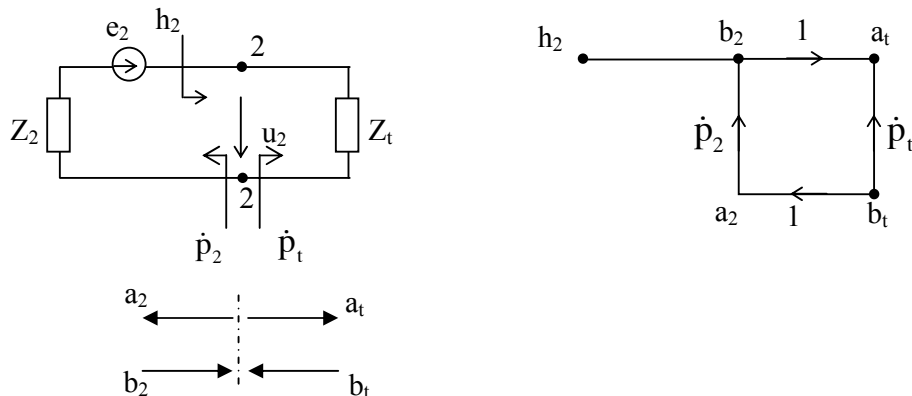 h₂
e₂
2
Z₂
u₂
Zₜ
2
ṗ₂ ṗₜ
a₂ aₜ
b₂ bₜ
h₂ b₂ 1 aₜ
ṗ₂ ṗₜ
a₂ 1 bₜ